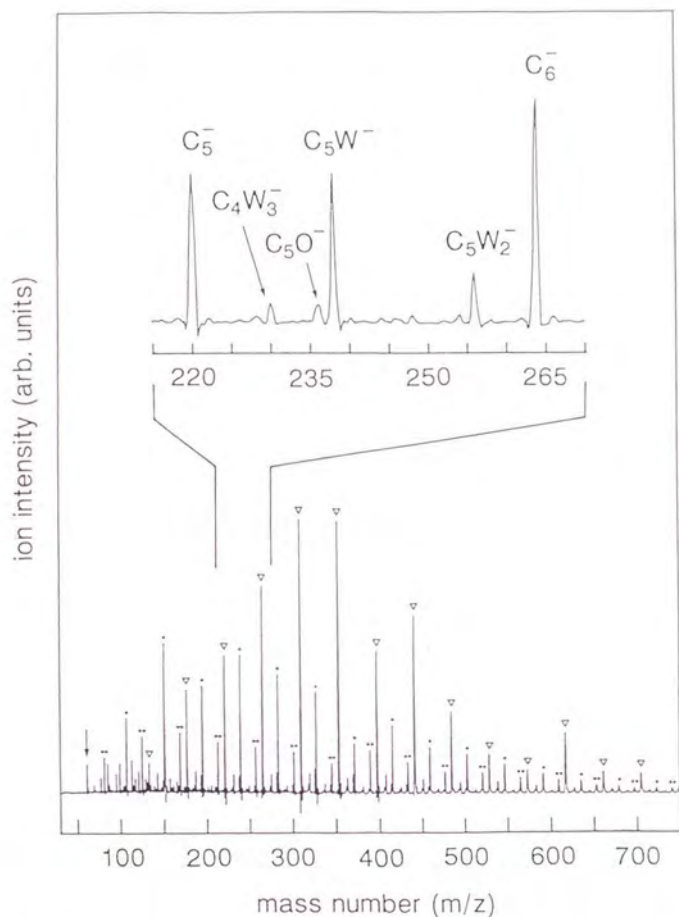 C₆⁻
C₅⁻
C₅W⁻
C₄W₃⁻
C₅O⁻
C₅W₂⁻
220 235 250 265
ion intensity (arb. units)
100 200 300 400 500 600 700
mass number (m/z)